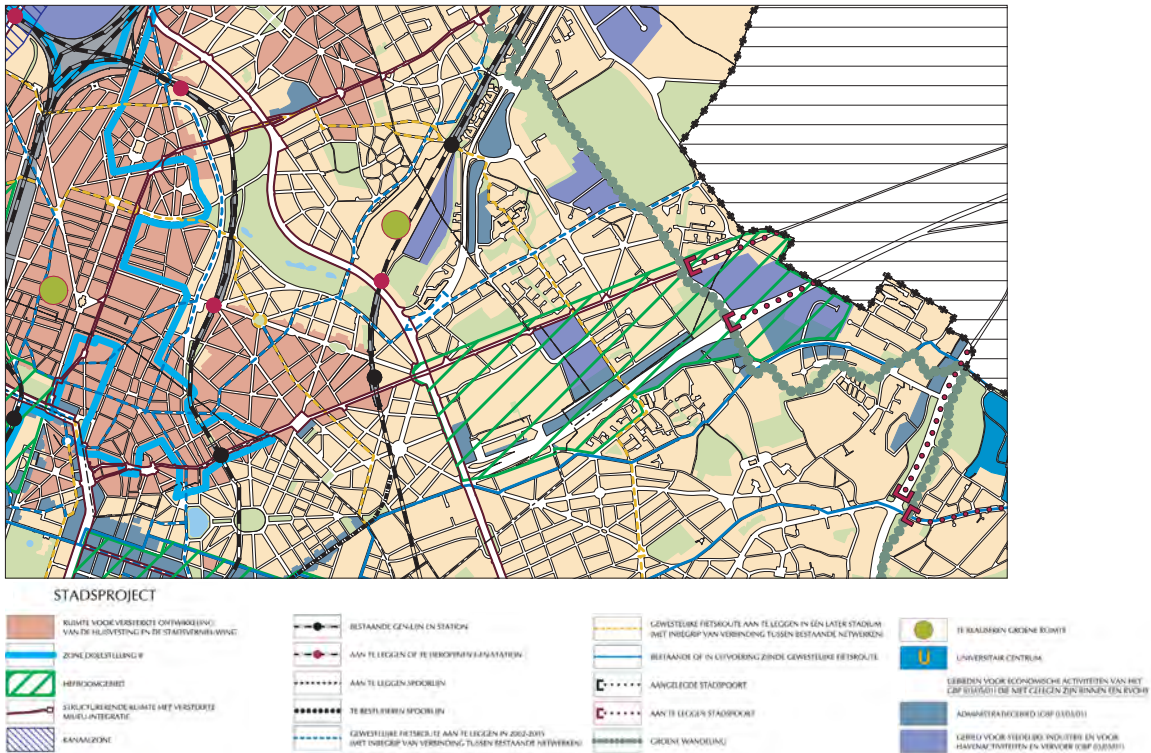 STADSPROJECT
RUIMTE VOOR VERSTERKTE ONTWIKKELING
VAN DE HUISVESTING EN DE STADSVERNIEUWING
ZONE DOELSTELLING II
HEFBOOMGEBIED
STRUCTURERENDE RUIMTE MET VERSTERKTE
MILIEU-INTEGRATIE
KANAALZONE
BESTAANDE GEN-LIJN EN STATION
AAN TE LEGGEN OF TE HEROPENEN GEN-STATION
AAN TE LEGGEN SPOORLIJN
TE BESTUDEREN SPOORLIJN
GEWESTELIJKE FIETSROUTE AAN TE LEGGEN IN 2002-2005
(MET INBEGRIP VAN VERBINDING TUSSEN BESTAANDE NETWERKEN)
GEWESTELIJKE FIETSROUTE AAN TE LEGGEN IN EEN LATER STADIUM
(MET INBEGRIP VAN VERBINDING TUSSEN BESTAANDE NETWERKEN)
BESTAANDE OF IN UITVOERING ZIJNDE GEWESTELIJKE FIETSROUTE
AANGELEGDE STADSPOORT
AAN TE LEGGEN STADSPOORT
GROENE WANDELING
TE REALISEREN GROENE RUIMTE
U
UNIVERSITAIR CENTRUM
GEBIEDEN VOOR ECONOMISCHE ACTIVITEITEN VAN HET
GBP (03/05/01) DIE NIET GELEGEN ZIJN BINNEN EEN RVOHS
ADMINISTRATIEGEBIED (GBP 03/05/01)
GEBIED VOOR STEDELIJKE INDUSTRIE EN VOOR
HAVENACTIVITEITEN EN VERVOER (GBP 03/05/01)